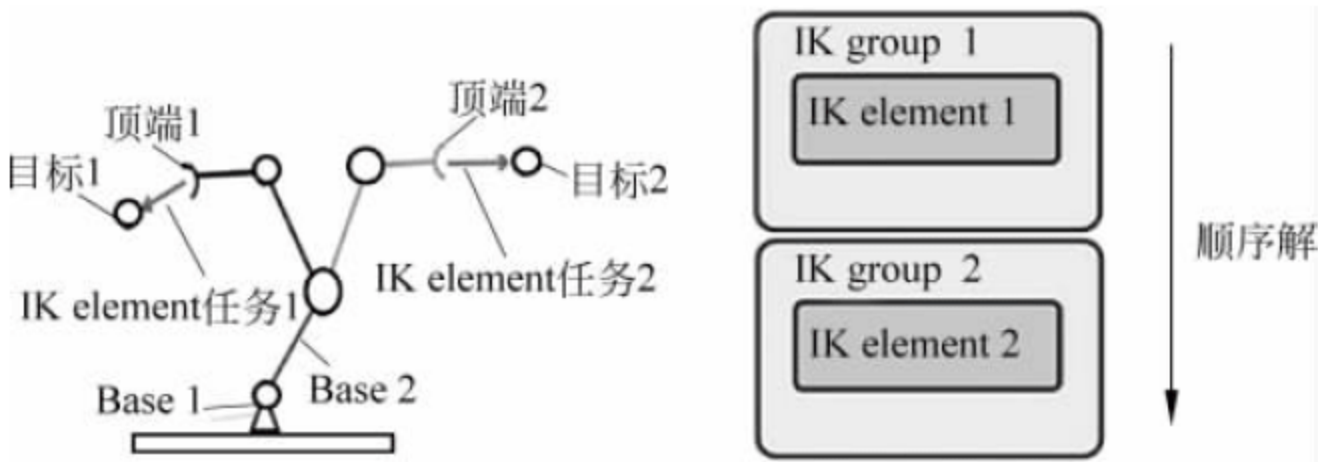 顶端1
顶端2
目标1
目标2
IK element任务1
IK element任务2
Base 1
Base 2
IK group 1
IK element 1
IK group 2
IK element 2
顺序解